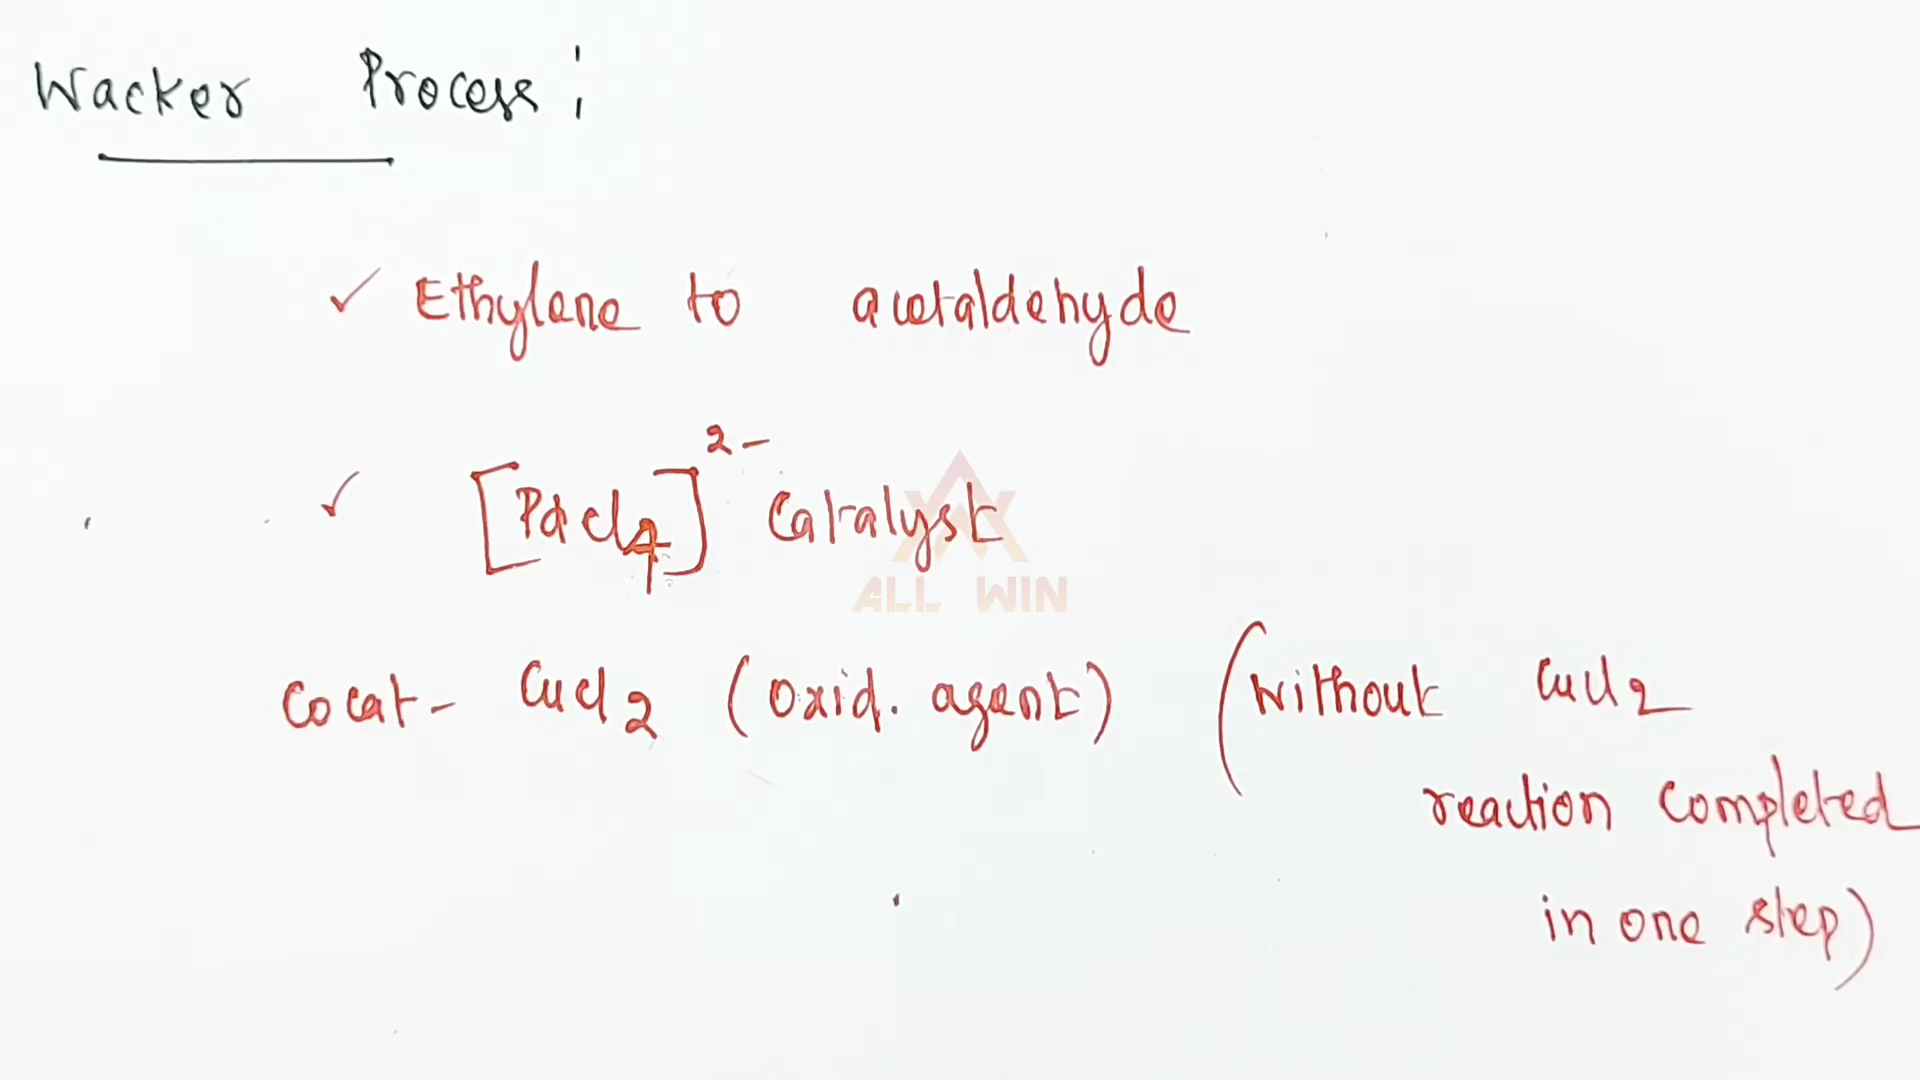 Wacker Process:
✓ Ethylene to acetaldehyde
✓ [PdCl4]2- Catalyst
ALL WIN
Cocat - CuCl2 (oxid. agent) (without CuCl2
reaction completed
in one step)